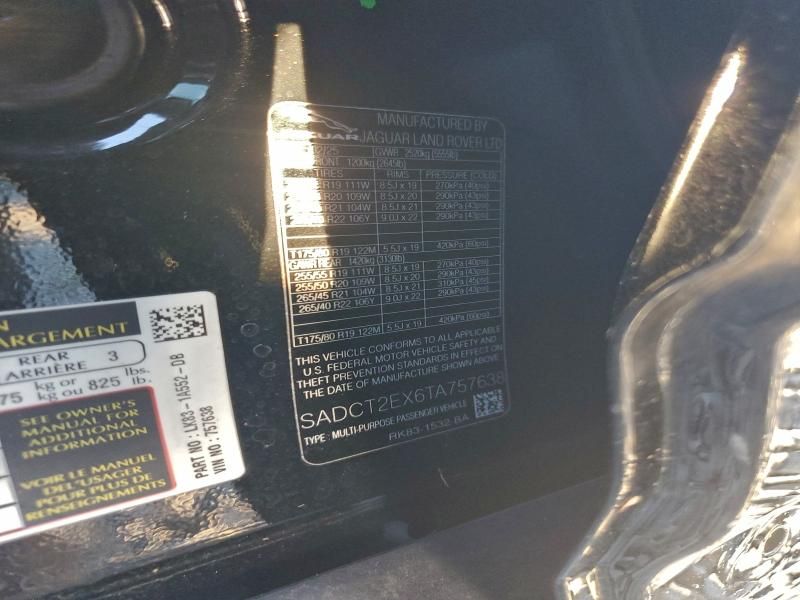 MANUFACTURED BY
JAGUAR LAND ROVER LTD
12/25 GVWR 2520kg (5555lb)
FRONT 1200kg (2645lb)
TIRES RIMS PRESSURE (COLD)
R19 111W 8.5J x 19 270kPa (40psi)
R20 109W 8.5J x 20 290kPa (43psi)
R21 104W 8.5J x 21 290kPa (43psi)
R22 106Y 9.0J x 22 290kPa (43psi)
T175/80 R19 122M 5.5J x 19 420kPa (60psi)
GAWR REAR 1420kg (3130lb)
255/55 R19 111W 8.5J x 19 270kPa (40psi)
255/50 R20 109W 8.5J x 20 290kPa (43psi)
265/45 R21 104W 8.5J x 21 310kPa (45psi)
265/40 R22 106Y 9.0J x 22 290kPa (43psi)
T175/80 R19 122M 5.5J x 19 420kPa (60psi)
THIS VEHICLE CONFORMS TO ALL APPLICABLE
U.S. FEDERAL MOTOR VEHICLE SAFETY AND
THEFT PREVENTION STANDARDS IN EFFECT ON
THE DATE OF MANUFACTURE SHOWN ABOVE.
SADCT2EX6TA757638
TYPE : MULTI-PURPOSE PASSENGER VEHICLE
RK83-1532-BA
ARGEMENT
REAR 3
ARRIÈRE
75 kg or 825 lbs.
kg ou lb.
SEE OWNER'S
MANUAL FOR
ADDITIONAL
INFORMATION
VOIR LE MANUEL
DEL'USAGER
POUR PLUS DE
RENSEIGNEMENTS
PART NO : LK83-1A552-DB
VIN NO : 757638